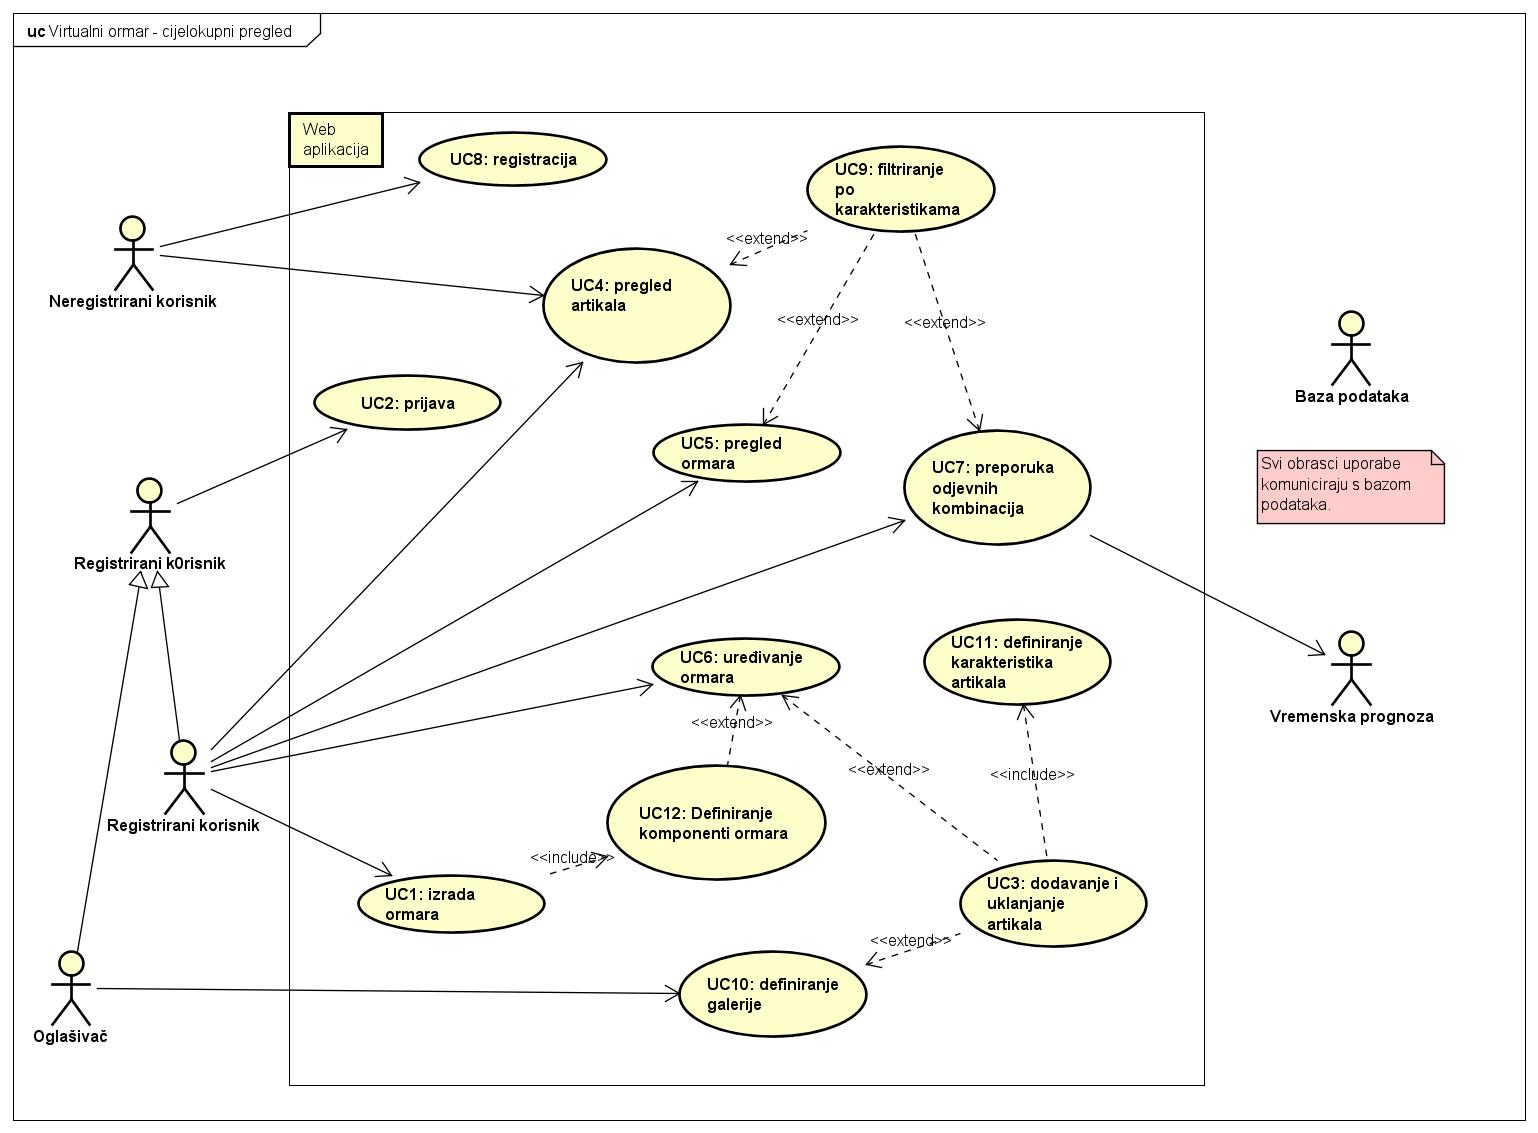 uc Virtualni ormar - cijelokupni pregled
Web
aplikacija
UC8: registracija
UC9: filtriranje
po
karakteristikama
<<extend>>
Neregistrirani korisnik
UC4: pregled
artikala
<<extend>>
<<extend>>
Baza podataka
UC2: prijava
UC5: pregled
ormara
UC7: preporuka
odjevnih
kombinacija
Svi obrasci uporabe
komuniciraju s bazom
podataka.
Registrirani k0risnik
UC6: uređivanje
ormara
UC11: definiranje
karakteristika
artikala
Vremenska prognoza
<<extend>>
<<extend>>
<<include>>
Registrirani korisnik
UC12: Definiranje
komponenti ormara
<<include>>
UC1: izrada
ormara
UC3: dodavanje i
uklanjanje
artikala
<<extend>>
UC10: definiranje
galerije
Oglašivač